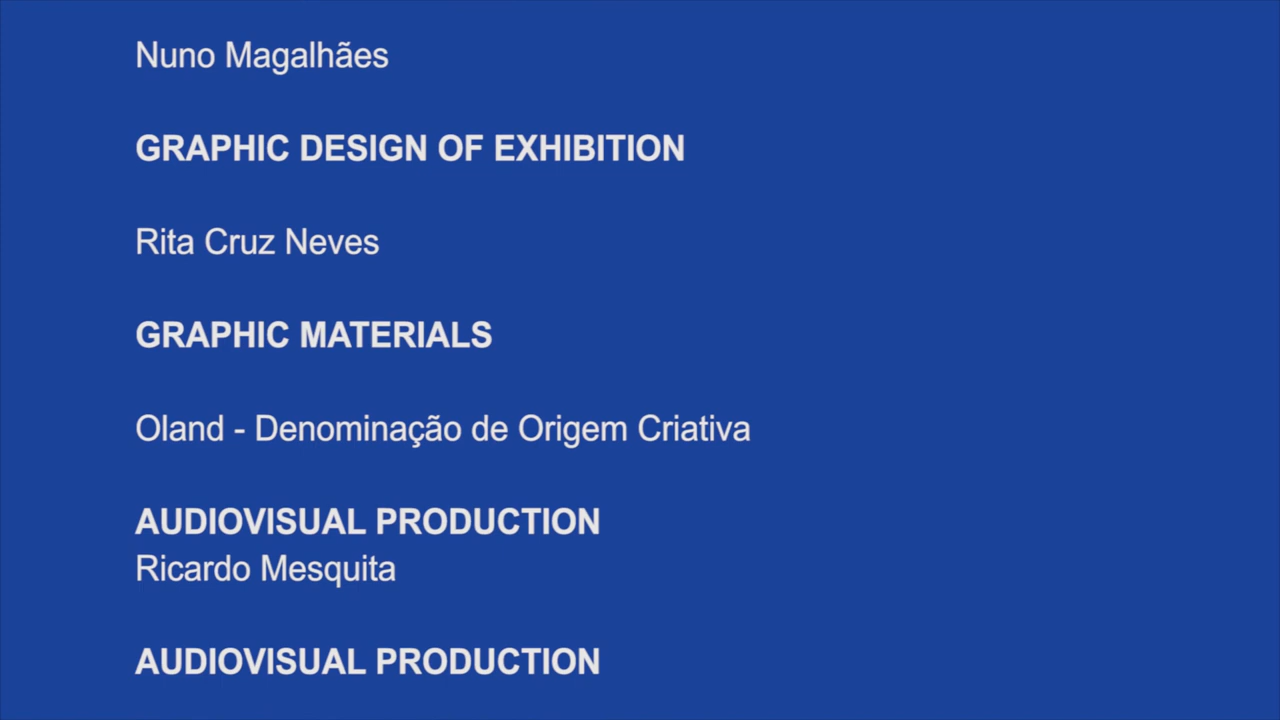 Nuno Magalhães
GRAPHIC DESIGN OF EXHIBITION
Rita Cruz Neves
GRAPHIC MATERIALS
Oland - Denominação de Origem Criativa
AUDIOVISUAL PRODUCTION
Ricardo Mesquita
AUDIOVISUAL PRODUCTION